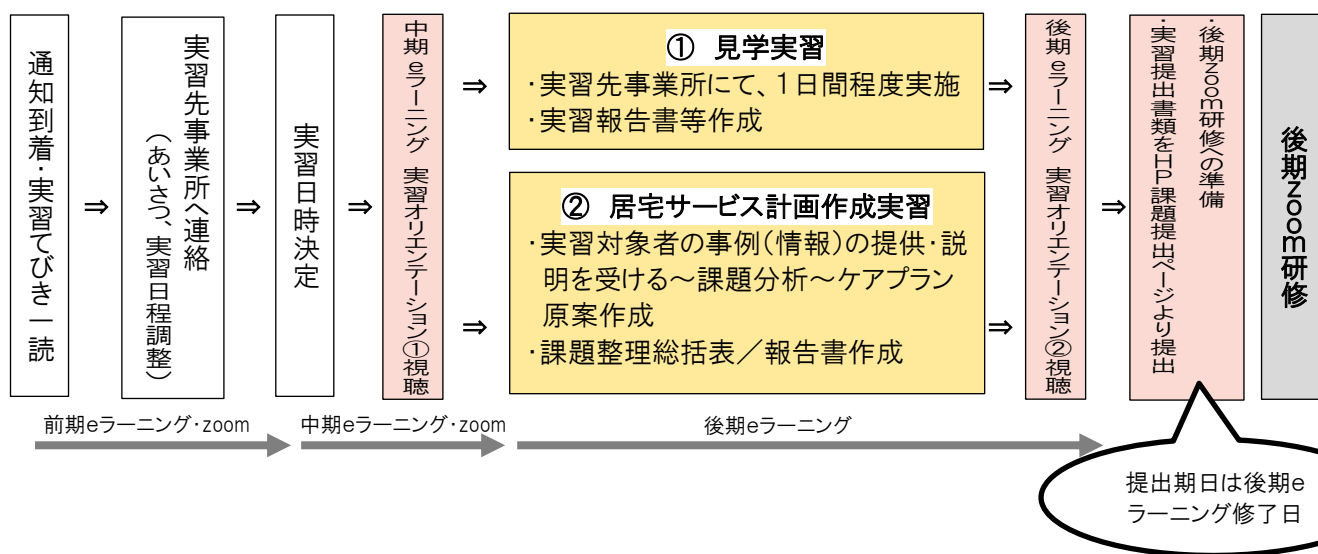 通知到着・実習てびき一読
⇒
実習先事業所へ連絡
（あいさつ、実習日程調整）
⇒
実習日時決定
⇒
中期eラーニング 実習オリエンテーション①視聴
⇒
⇒
① 見学実習
・実習先事業所にて、１日間程度実施
・実習報告書等作成
② 居宅サービス計画作成実習
・実習対象者の事例（情報）の提供・説
明を受ける～課題分析～ケアプラン
原案作成
・課題整理総括表／報告書作成
⇒
⇒
後期eラーニング 実習オリエンテーション②視聴
⇒
・後期zoom研修への準備
・実習提出書類をHP課題提出ページより提出
後期zoom研修
前期eラーニング・zoom
中期eラーニング・zoom
後期eラーニング
提出期日は後期e
ラーニング修了日